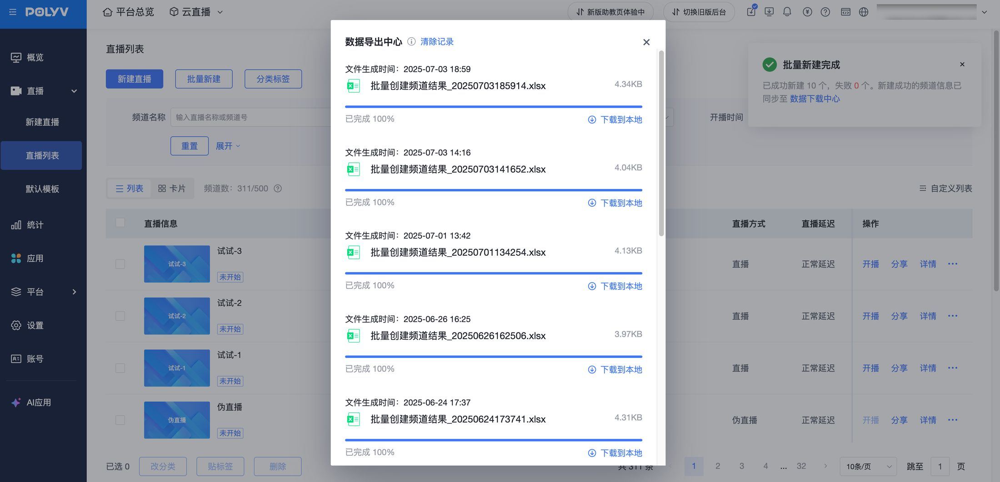 POLYV
平台总览
云直播
新版助教页体验中
切换旧版后台
概览
直播
新建直播
直播列表
默认模板
统计
应用
平台
设置
账号
AI应用
直播列表
新建直播
批量新建
分类标签
频道名称
输入直播名称或频道号
开播时间
重置
展开
列表
卡片
频道数：311/500
自定义列表
直播信息
直播方式
直播延迟
操作
试试-3
试试-3
未开始
直播
正常延迟
开播
分享
详情
试试-2
试试-2
未开始
直播
正常延迟
开播
分享
详情
试试-1
试试-1
未开始
直播
正常延迟
开播
分享
详情
伪直播
伪直播
未开始
伪直播
正常延迟
开播
分享
详情
已选 0
改分类
贴标签
删除
共 311 条
1
2
3
4
...
32
10条/页
跳至
1
页
数据导出中心
清除记录
文件生成时间：2025-07-03 18:59
批量创建频道结果_20250703185914.xlsx
4.34KB
已完成 100%
下载到本地
文件生成时间：2025-07-03 14:16
批量创建频道结果_20250703141652.xlsx
4.04KB
已完成 100%
下载到本地
文件生成时间：2025-07-01 13:42
批量创建频道结果_20250701134254.xlsx
4.13KB
已完成 100%
下载到本地
文件生成时间：2025-06-26 16:25
批量创建频道结果_20250626162506.xlsx
3.97KB
已完成 100%
下载到本地
文件生成时间：2025-06-24 17:37
批量创建频道结果_20250624173741.xlsx
4.31KB
已完成 100%
下载到本地
批量新建完成
已成功新建 10 个，失败 0 个。新建成功的频道信息已
同步至 数据下载中心